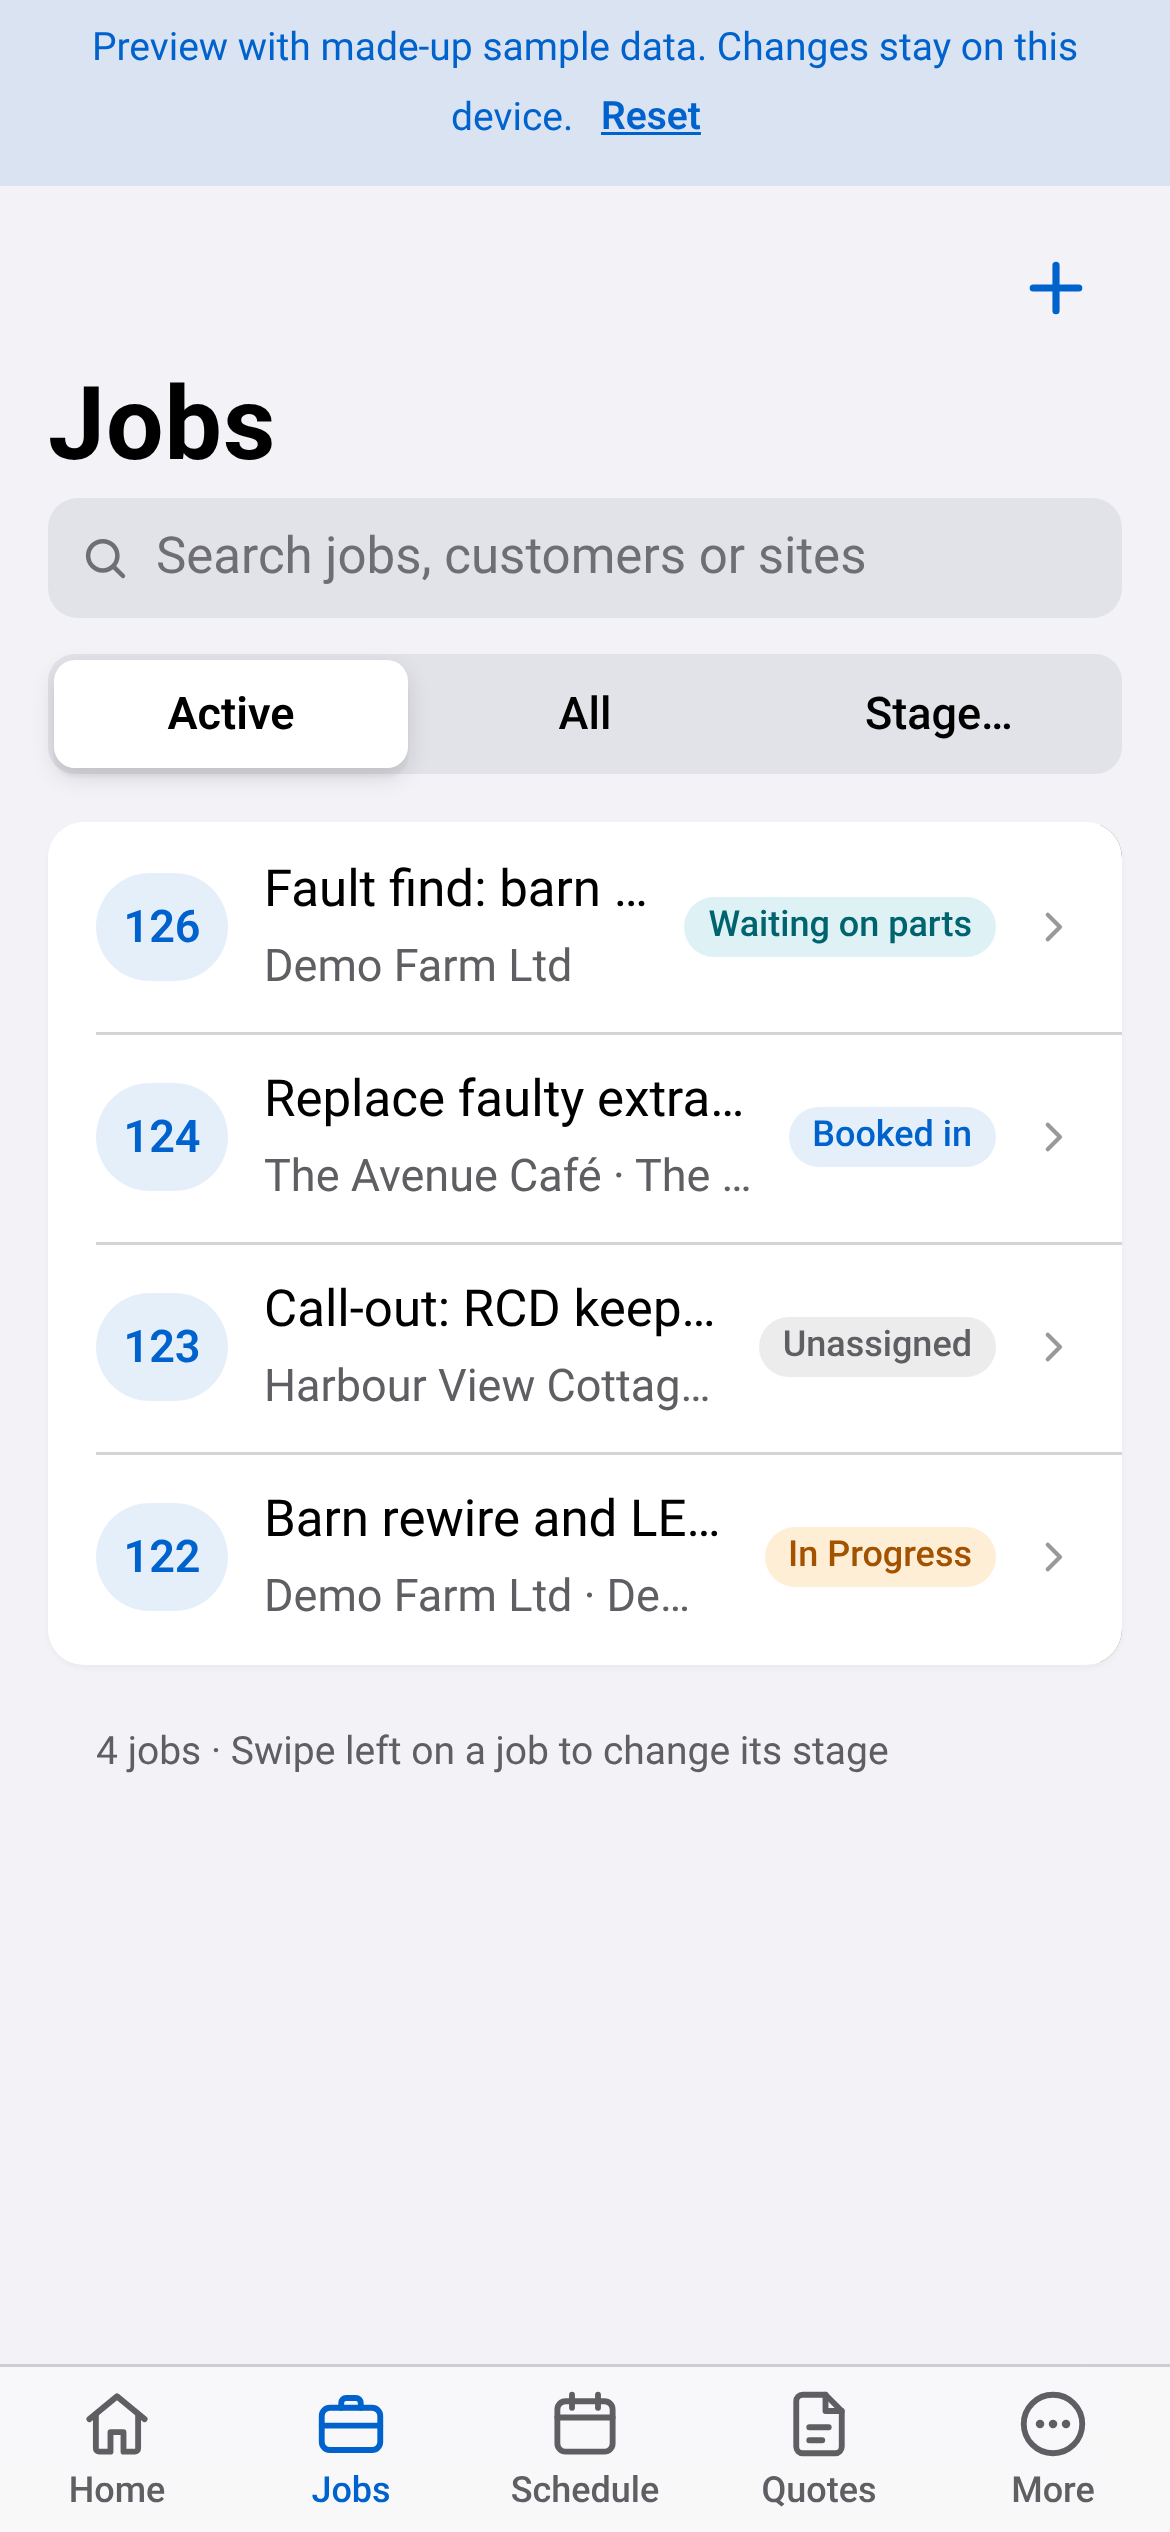 Preview with made-up sample data. Changes stay on this
device. Reset
Jobs
Search jobs, customers or sites
Active All Stage...
126 Fault find: barn ... Waiting on parts
Demo Farm Ltd
124 Replace faulty extra... Booked in
The Avenue Café · The ...
123 Call-out: RCD keep... Unassigned
Harbour View Cottag...
122 Barn rewire and LE... In Progress
Demo Farm Ltd · De...
4 jobs · Swipe left on a job to change its stage
Home Jobs Schedule Quotes More